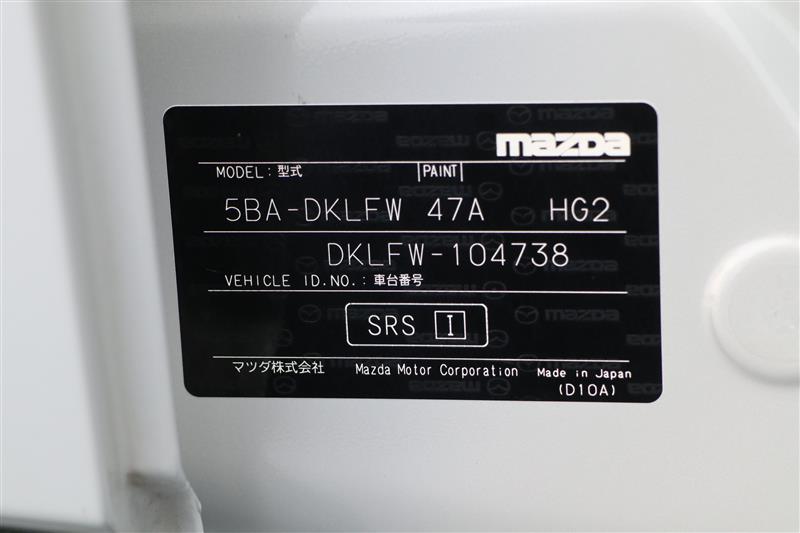 mazda
MODEL: 型式 |PAINT|
5BA-DKLFW 47A HG2
DKLFW-104738
VEHICLE ID.NO.: 車台番号
SRS I
マツダ株式会社 Mazda Motor Corporation Made in Japan
(D10A)